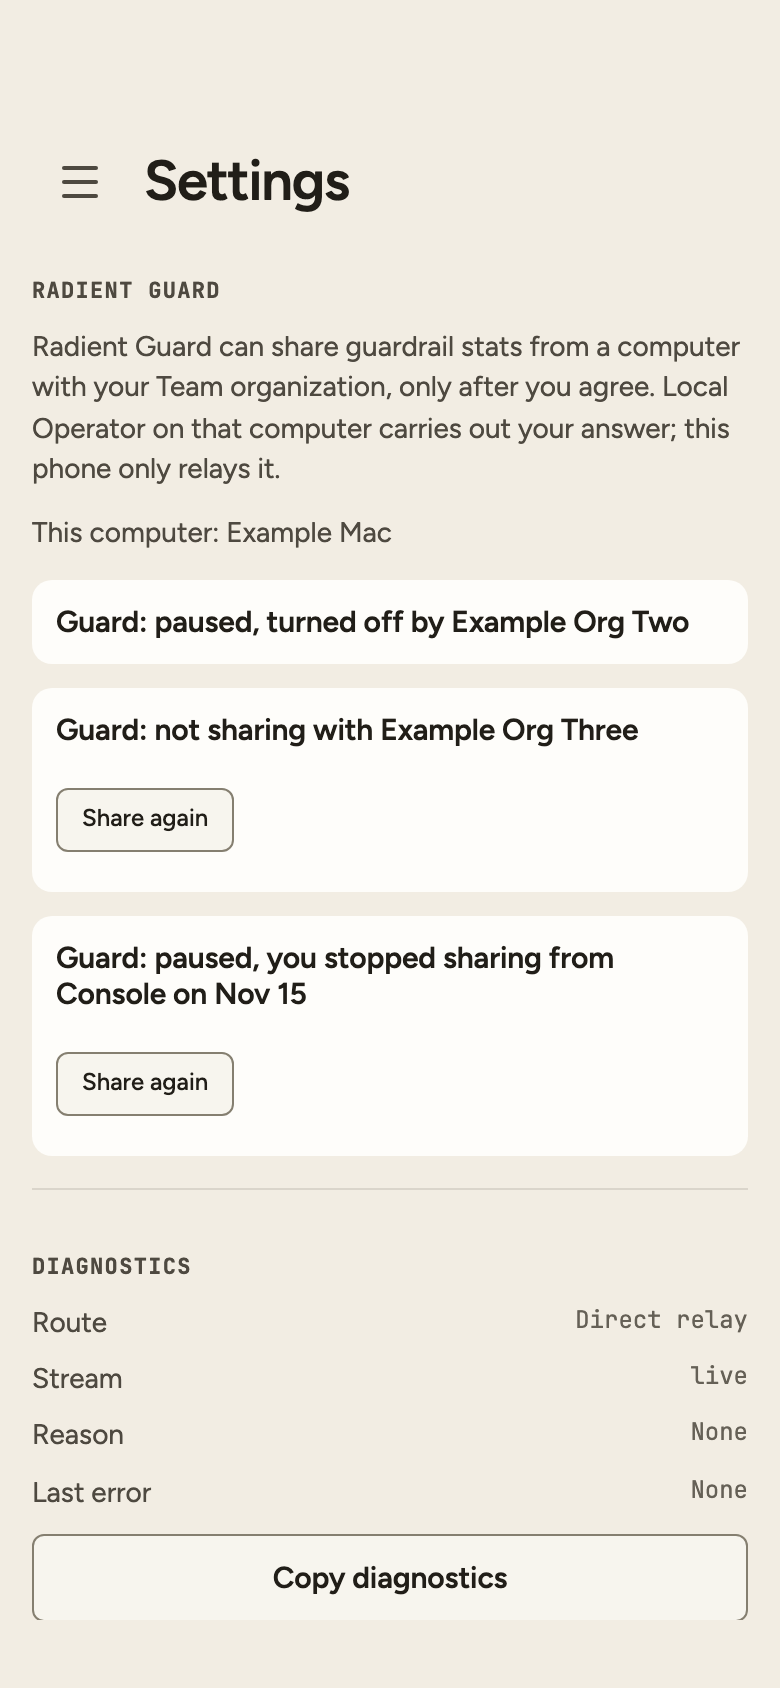 Settings
RADIENT GUARD
Radient Guard can share guardrail stats from a computer
with your Team organization, only after you agree. Local
Operator on that computer carries out your answer; this
phone only relays it.
This computer: Example Mac
Guard: paused, turned off by Example Org Two
Guard: not sharing with Example Org Three
Share again
Guard: paused, you stopped sharing from
Console on Nov 15
Share again
DIAGNOSTICS
Route Direct relay
Stream live
Reason None
Last error None
Copy diagnostics